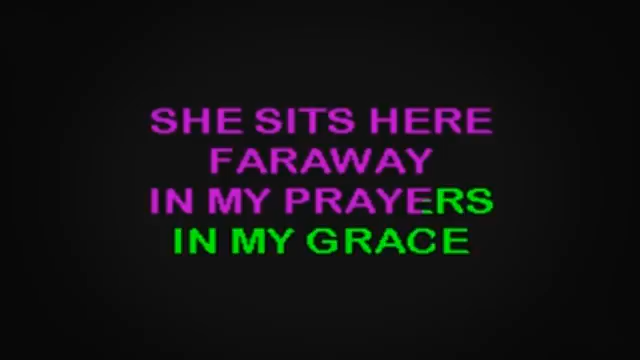 SHE SITS HERE
FARAWAY
IN MY PRAYERS
IN MY GRACE